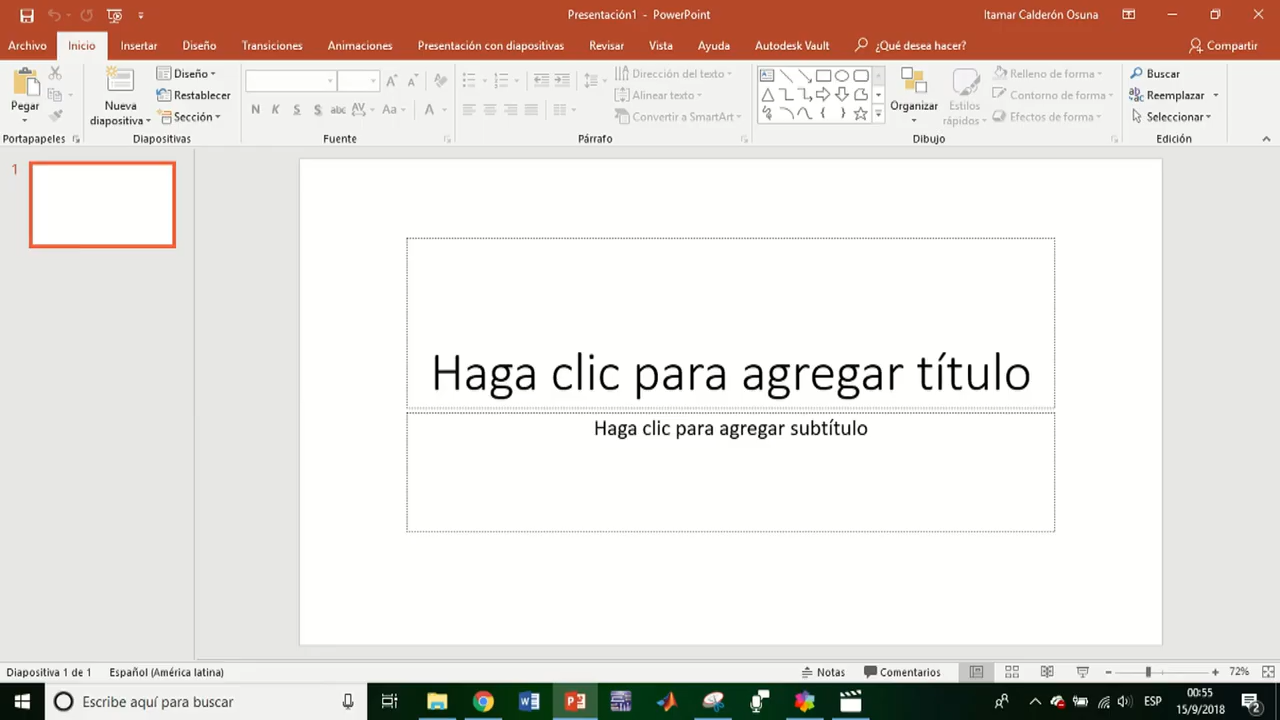 Presentación1 - PowerPoint
Itamar Calderón Osuna
Archivo Inicio Insertar Diseño Transiciones Animaciones Presentación con diapositivas Revisar Vista Ayuda Autodesk Vault ¿Qué desea hacer? Compartir
Pegar
Nueva diapositiva
Diseño
Restablecer
Sección
N K S S abc AV Aa A
Dirección del texto
Alinear texto
Convertir a SmartArt
Organizar
Estilos rápidos
Relleno de forma
Contorno de forma
Efectos de forma
Buscar
Reemplazar
Seleccionar
Portapapeles Diapositivas Fuente Párrafo Dibujo Edición
1
Haga clic para agregar título
Haga clic para agregar subtítulo
Diapositiva 1 de 1 Español (América latina) Notas Comentarios 72%
Escribe aquí para buscar
ESP
00:55
15/9/2018
2